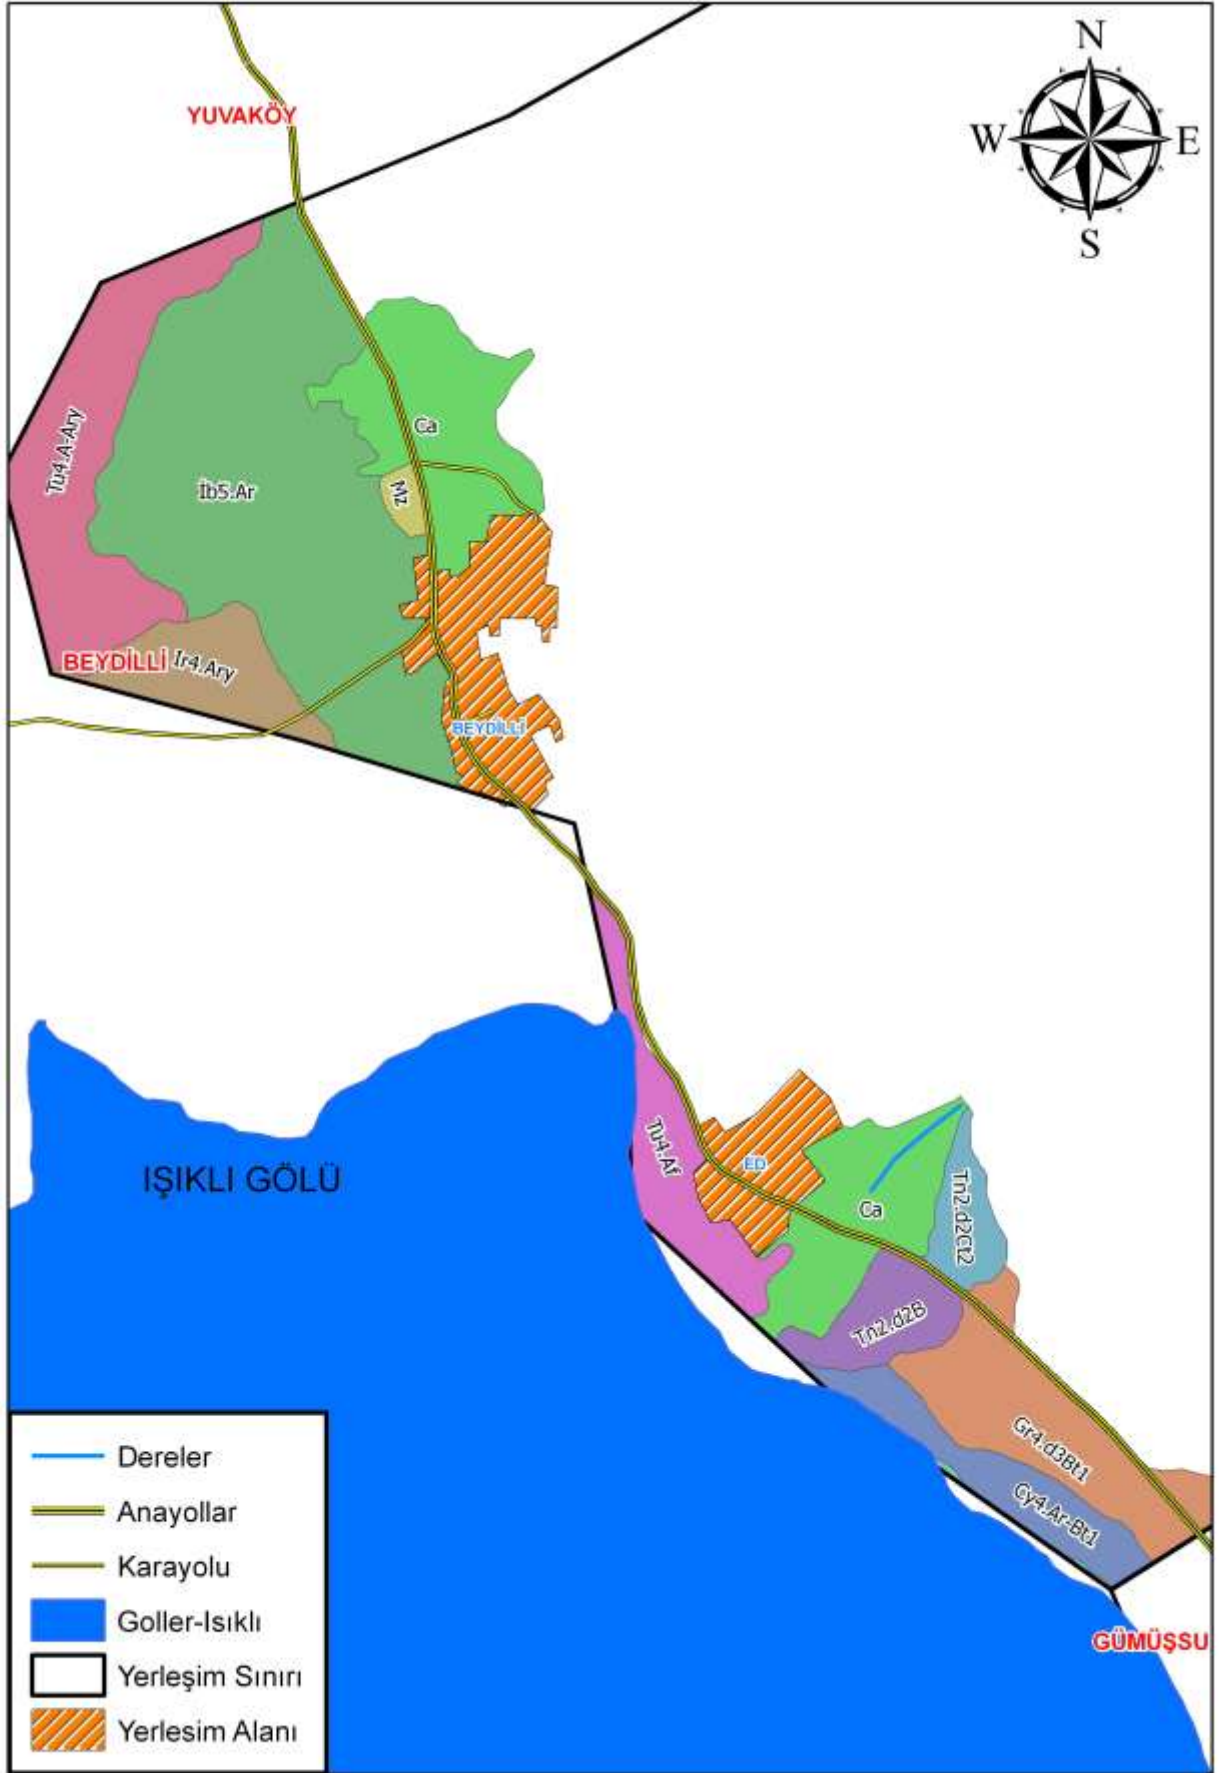 N
YUVAKÖY
W
E
S
Ca
Tu4.A-Ary
İb5.Ar
Mz
BEYDİLLİ
Ir4.Ary
BEYDİLLİ
Tu4.Af
ED
IŞIKLI GÖLÜ
Tn2.d2Ct2
Ca
Tn2.d2B
Gr4.d3Bt1
Cy4.Ar-Bt1
Dereler
Anayollar
Karayolu
Goller-Isıklı
GÜMÜŞSU
Yerleşim Sınırı
Yerlesim Alanı